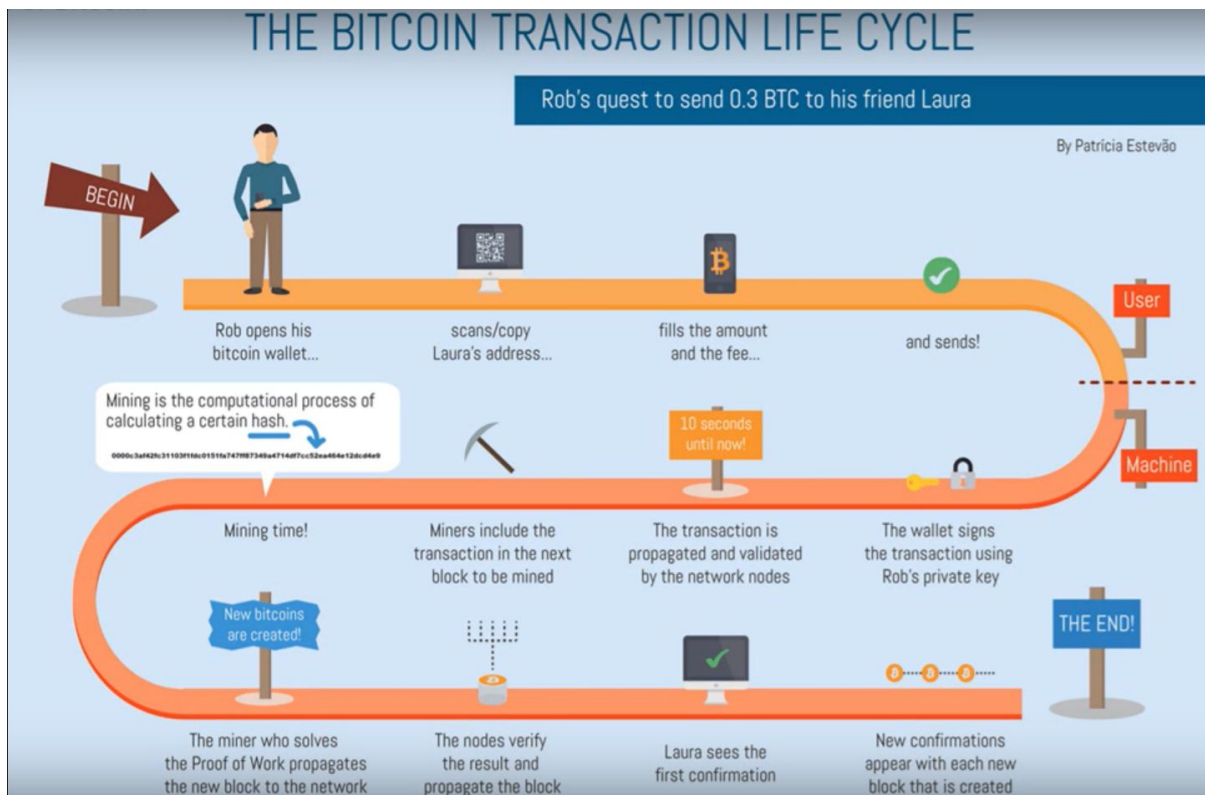 THE BITCOIN TRANSACTION LIFE CYCLE
Rob's quest to send 0.3 BTC to his friend Laura
By Patrícia Estevão
BEGIN
Rob opens his
bitcoin wallet...
scans/copy
Laura's address...
fills the amount
and the fee...
and sends!
User
Machine
The wallet signs
the transaction using
Rob's private key
10 seconds
until now!
The transaction is
propagated and validated
by the network nodes
Miners include the
transaction in the next
block to be mined
Mining is the computational process of
calculating a certain hash.
Mining time!
New bitcoins
are created!
The miner who solves
the Proof of Work propagates
the new block to the network
The nodes verify
the result and
propagate the block
Laura sees the
first confirmation
New confirmations
appear with each new
block that is created
THE END!